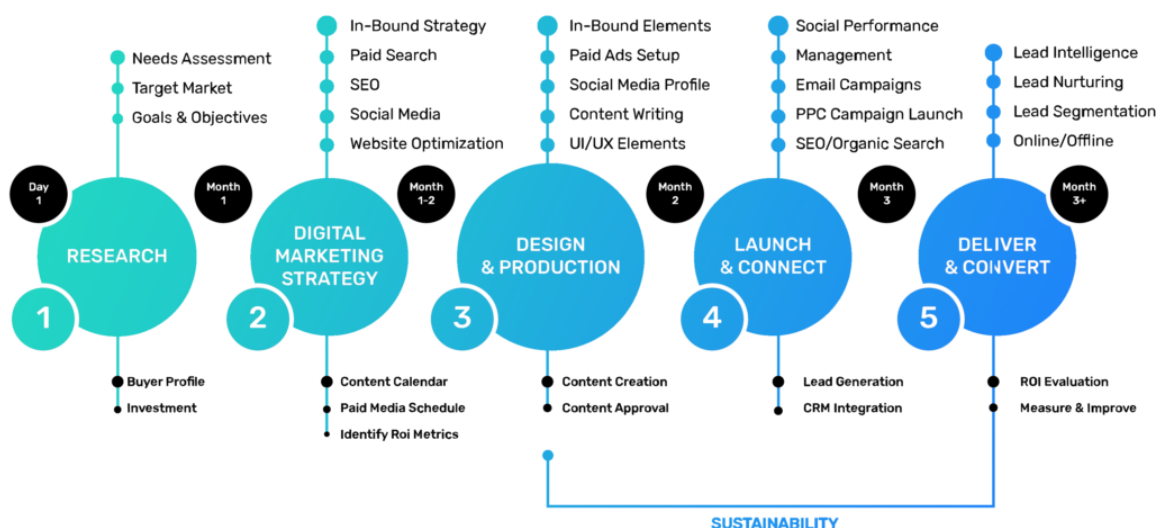 Needs Assessment
Target Market
Goals & Objectives
Day
1
RESEARCH
1
Buyer Profile
Investment
In-Bound Strategy
Paid Search
SEO
Social Media
Website Optimization
Month
1
DIGITAL
MARKETING
STRATEGY
2
Content Calendar
Paid Media Schedule
Identify Roi Metrics
In-Bound Elements
Paid Ads Setup
Social Media Profile
Content Writing
UI/UX Elements
Month
1-2
DESIGN
& PRODUCTION
3
Content Creation
Content Approval
Social Performance
Management
Email Campaigns
PPC Campaign Launch
SEO/Organic Search
Month
2
LAUNCH
& CONNECT
4
Lead Generation
CRM Integration
Lead Intelligence
Lead Nurturing
Lead Segmentation
Online/Offline
Month
3
Month
3+
DELIVER
& CONVERT
5
ROI Evaluation
Measure & Improve
SUSTAINABILITY